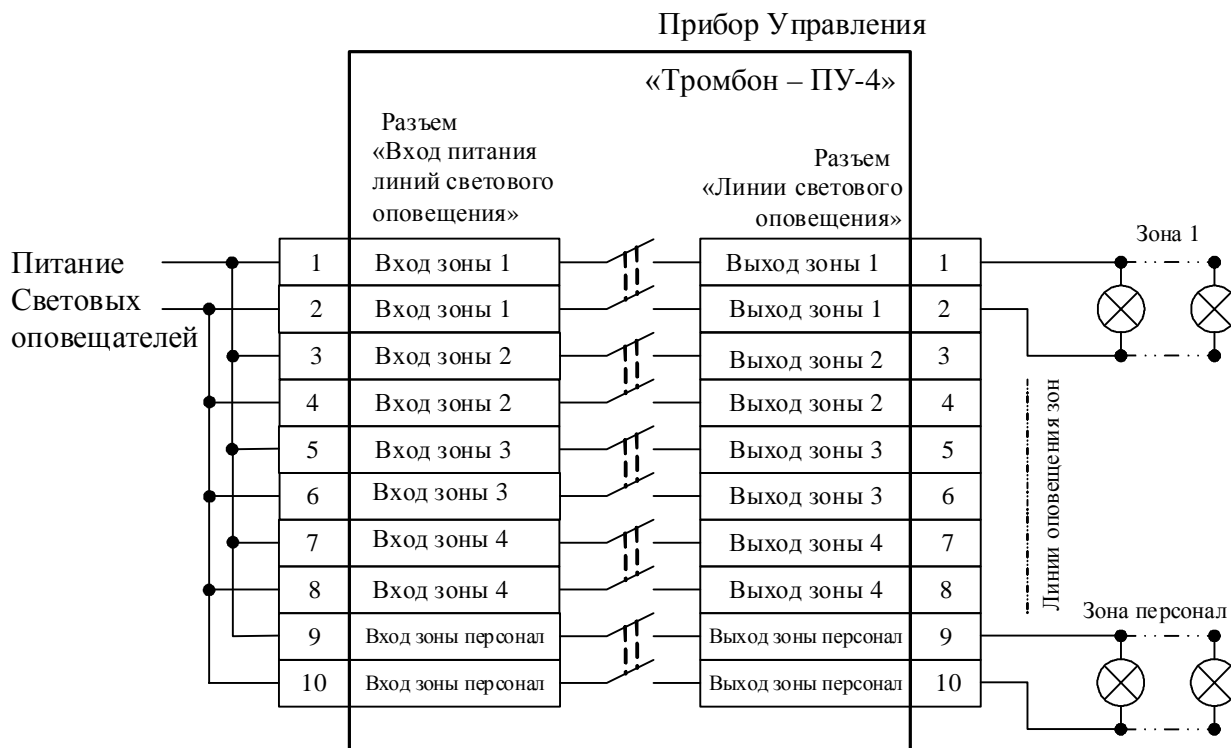 Прибор Управления
«Тромбон – ПУ-4»
Разъем
«Вход питания
линий светового
оповещения»
Разъем
«Линии светового
оповещения»
Питание
Световых
оповещателей
1 Вход зоны 1 Выход зоны 1 1
2 Вход зоны 1 Выход зоны 1 2
3 Вход зоны 2 Выход зоны 2 3
4 Вход зоны 2 Выход зоны 2 4
5 Вход зоны 3 Выход зоны 3 5
6 Вход зоны 3 Выход зоны 3 6
7 Вход зоны 4 Выход зоны 4 7
8 Вход зоны 4 Выход зоны 4 8
9 Вход зоны персонал Выход зоны персонал 9
10 Вход зоны персонал Выход зоны персонал 10
Зона 1
Линии оповещения зон
Зона персонал